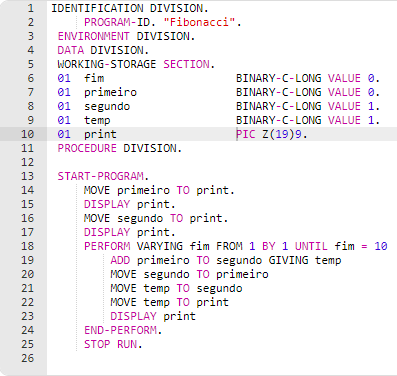 1 IDENTIFICATION DIVISION.
2 PROGRAM-ID. "Fibonacci".
3 ENVIRONMENT DIVISION.
4 DATA DIVISION.
5 WORKING-STORAGE SECTION.
6 01 fim BINARY-C-LONG VALUE 0.
7 01 primeiro BINARY-C-LONG VALUE 0.
8 01 segundo BINARY-C-LONG VALUE 1.
9 01 temp BINARY-C-LONG VALUE 1.
10 01 print PIC Z(19)9.
11 PROCEDURE DIVISION.
12
13 START-PROGRAM.
14 MOVE primeiro TO print.
15 DISPLAY print.
16 MOVE segundo TO print.
17 DISPLAY print.
18 PERFORM VARYING fim FROM 1 BY 1 UNTIL fim = 10
19 ADD primeiro TO segundo GIVING temp
20 MOVE segundo TO primeiro
21 MOVE temp TO segundo
22 MOVE temp TO print
23 DISPLAY print
24 END-PERFORM.
25 STOP RUN.
26